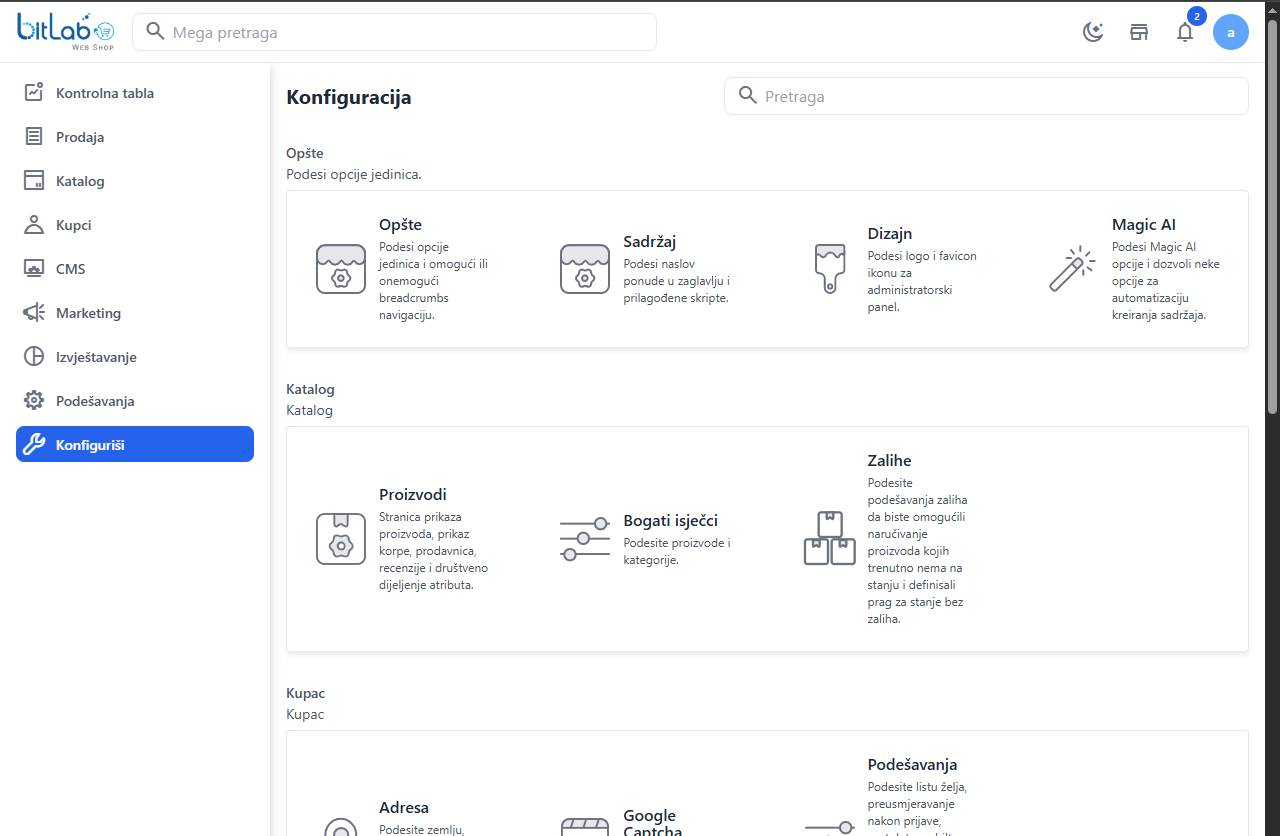 bitLab
WEB SHOP
Mega pretraga
2
a
Kontrolna tabla
Prodaja
Katalog
Kupci
CMS
Marketing
Izvještavanje
Podešavanja
Konfiguriši
Konfiguracija
Pretraga
Opšte
Podesi opcije jedinica.
Opšte
Podesi opcije
jedinica i omogući ili
onemogući
breadcrumbs
navigaciju.
Sadržaj
Podesi naslov
ponude u zaglavlju i
prilagođene skripte.
Dizajn
Podesi logo i favicon
ikonu za
administratorski
panel.
Magic AI
Podesi Magic AI
opcije i dozvoli neke
opcije za
automatizaciju
kreiranja sadržaja.
Katalog
Katalog
Proizvodi
Stranica prikaza
proizvoda, prikaz
korpe, prodavnica,
recenzije i društveno
dijeljenje atributa.
Bogati isječci
Podesite proizvode i
kategorije.
Zalihe
Podesite
podešavanja zaliha
da biste omogućili
naručivanje
proizvoda kojih
trenutno nema na
stanju i definisali
prag za stanje bez
zaliha.
Kupac
Kupac
Adresa
Podesite zemlju,
Google
Captcha
Podešavanja
Podesite listu želja,
preusmjeravanje
nakon prijave,